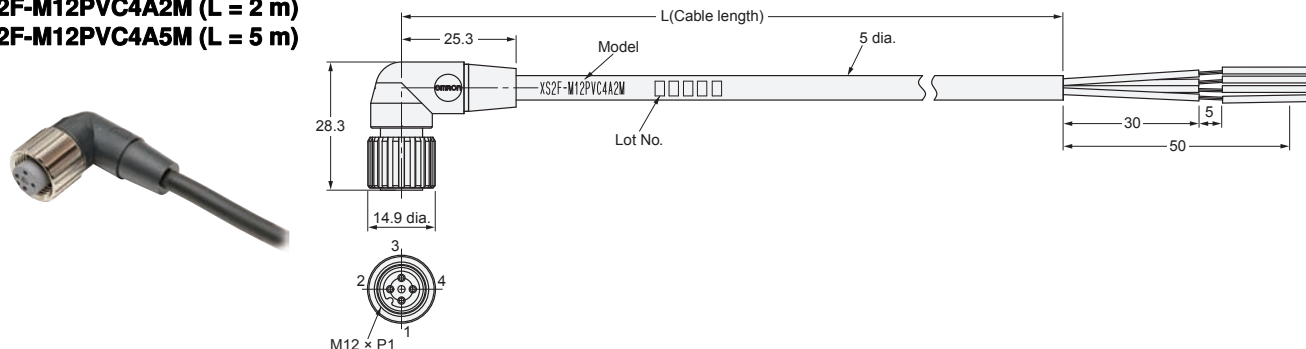 2F-M12PVC4A2M (L = 2 m)
2F-M12PVC4A5M (L = 5 m)
L(Cable length)
25.3
Model
5 dia.
OMRON
XS2F-M12PVC4A2M
Lot No.
28.3
30
5
50
14.9 dia.
3
2
4
1
M12 × P1